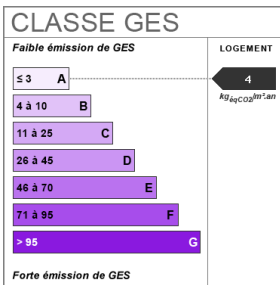 CLASSE GES
Faible émission de GES
LOGEMENT
≤ 3 A
4
kgéqCO2/m².an
4 à 10 B
11 à 25 C
26 à 45 D
46 à 70 E
71 à 95 F
> 95 G
Forte émission de GES